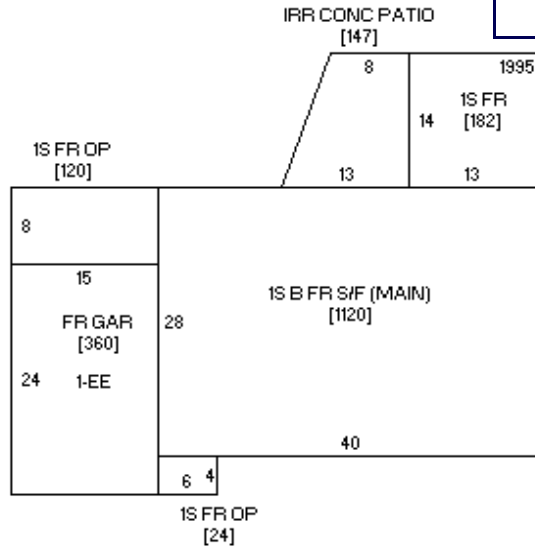 IRR CONC PATIO
[147]
8
1995
1S FR
[182]
14
13
13
1S FR OP
[120]
8
15
1S B FR S/F (MAIN)
[1120]
FR GAR
[360]
28
24
1-EE
40
6
4
1S FR OP
[24]